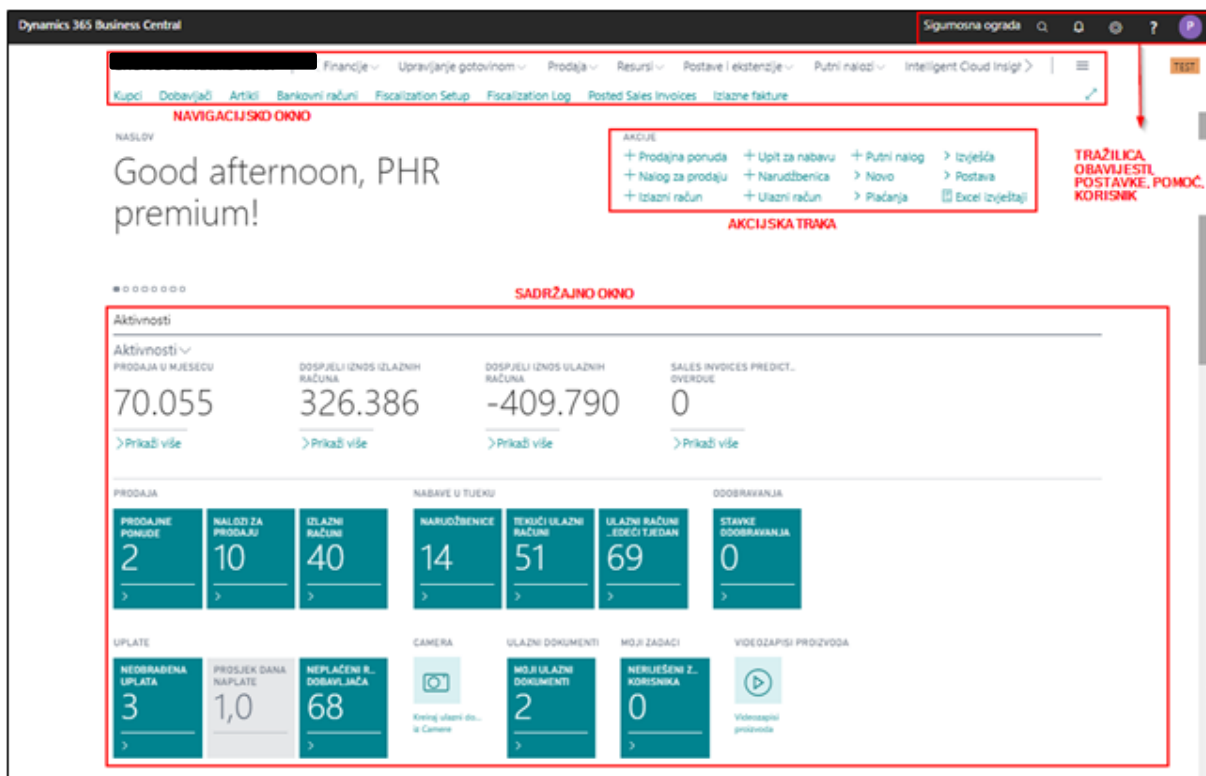 Dynamics 365 Business Central
Sigurnosna ograda
?
P
Financije Upravljanje gotovinom Prodaja Resursi Postave i ekstenzije Putni nalozi Intelligent Cloud Insigt
TEST
Kupci Dobavljači Artikli Bankovni računi Fiscalization Setup Fiscalization Log Posted Sales Invoices Izlazne fakture
NAVIGACIJSKO OKNO
NASLOV
Good afternoon, PHR
premium!
AKCIJE
+ Prodajna ponuda + Upit za nabavu + Putni nalog > Izvješća
+ Nalog za prodaju + Narudžbenica > Novo > Postava
+ Izlazni račun + Ulazni račun > Plaćanja Excel Izvještaji
AKCIJSKA TRAKA
TRAŽILICA,
OBAVIJESTI,
POSTAVKE, POMOĆ,
KORISNIK
SADRŽAJNO OKNO
Aktivnosti
Aktivnosti
PRODAJA U MJESECU
DOSPJELI IZNOS IZLAZNIH
RAČUNA
DOSPJELI IZNOS ULAZNIH
RAČUNA
SALES INVOICES PREDICT...
OVERDUE
70.055 326.386 -409.790 0
>Prikaži više >Prikaži više >Prikaži više >Prikaži više
PRODAJA NABAVE U TIJEKU ODOBRAVANJA
PRODAJNE
PONUDE
2
>
NALOZI ZA
PRODAJU
10
>
IZLAZNI
RAČUNI
40
>
NARUDŽBENICE
14
>
TEKUĆI ULAZNI
RAČUNI
51
>
ULAZNI RAČUNI
...EDEĆI TJEDAN
69
>
STAVKE
ODOBRAVANJA
0
>
UPLATE CAMERA ULAZNI DOKUMENTI MOJI ZADACI VIDEOZAPISI PROIZVODA
NEOBRAĐENA
UPLATA
3
>
PROSJEK DANA
NAPLATE
1,0
NEPLAĆENI R...
DOBAVLJAČA
68
>
Kreiraj ulazni do...
iz Camere
MOJI ULAZNI
DOKUMENTI
2
>
NERIJEŠENI Z...
KORISNIKA
0
>
Videozapisi
proizvoda